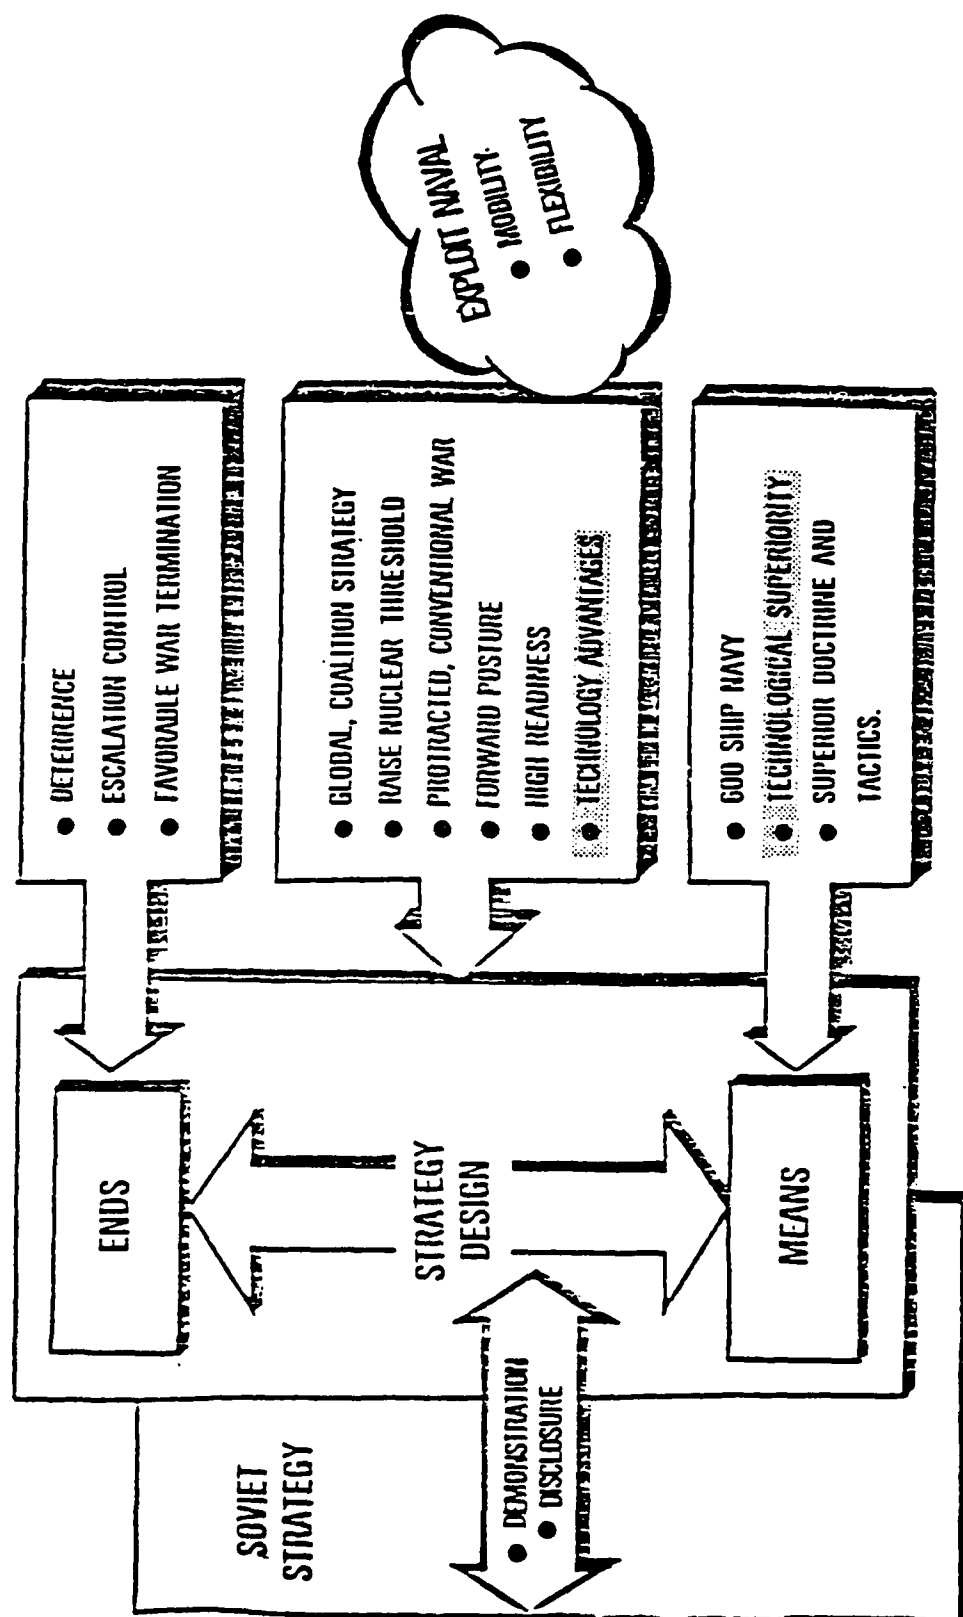 SOVIET
STRATEGY
● DEMONSTRATION
● DISCLOSURE
ENDS
STRATEGY
DESIGN
MEANS
● DETERRENCE
● ESCALATION CONTROL
● FAVORABLE WAR TERMINATION
● GLOBAL, COALITION STRATEGY
● RAISE NUCLEAR THRESHOLD
● PROTRACTED, CONVENTIONAL WAR
● FORWARD POSTURE
● HIGH READINESS
● TECHNOLOGY ADVANTAGES
● 600 SHIP NAVY
● TECHNOLOGICAL SUPERIORITY
● SUPERIOR DOCTRINE AND
TACTICS.
EXPLOIT NAVAL
● MOBILITY
● FLEXIBILITY